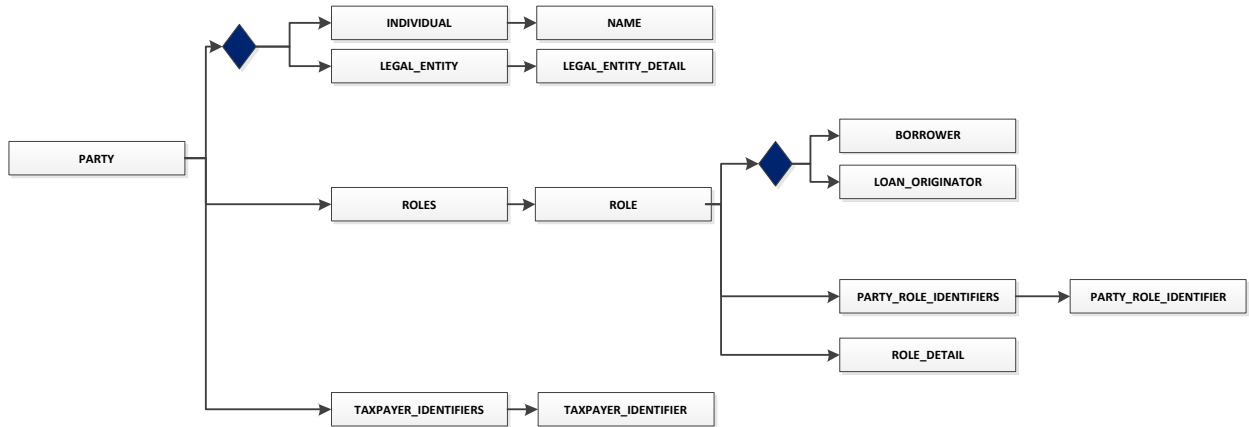 INDIVIDUAL
NAME
LEGAL_ENTITY
LEGAL_ENTITY_DETAIL
PARTY
BORROWER
LOAN_ORIGINATOR
ROLES
ROLE
PARTY_ROLE_IDENTIFIERS
PARTY_ROLE_IDENTIFIER
ROLE_DETAIL
TAXPAYER_IDENTIFIERS
TAXPAYER_IDENTIFIER